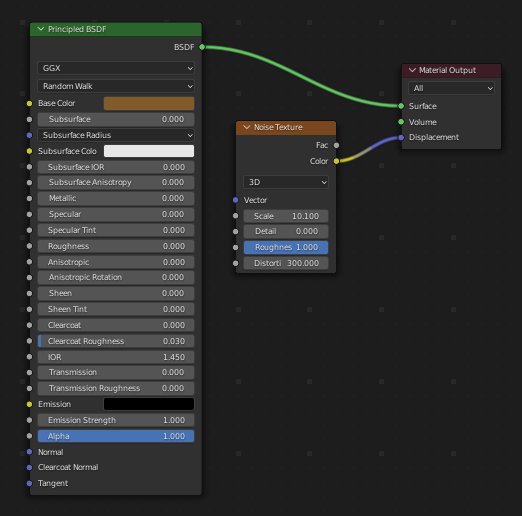 Principled BSDF
BSDF
GGX
Random Walk
Base Color
Subsurface 0.000
Subsurface Radius
Subsurface Colo
Subsurface IOR 0.000
Subsurface Anisotropy 0.000
Metallic 0.000
Specular 0.000
Specular Tint 0.000
Roughness 0.000
Anisotropic 0.000
Anisotropic Rotation 0.000
Sheen 0.000
Sheen Tint 0.000
Clearcoat 0.000
Clearcoat Roughness 0.030
IOR 1.450
Transmission 0.000
Transmission Roughness 0.000
Emission
Emission Strength 1.000
Alpha 1.000
Normal
Clearcoat Normal
Tangent
Noise Texture
Fac
Color
3D
Vector
Scale 10.100
Detail 0.000
Roughnes 1.000
Distorti 300.000
Material Output
All
Surface
Volume
Displacement